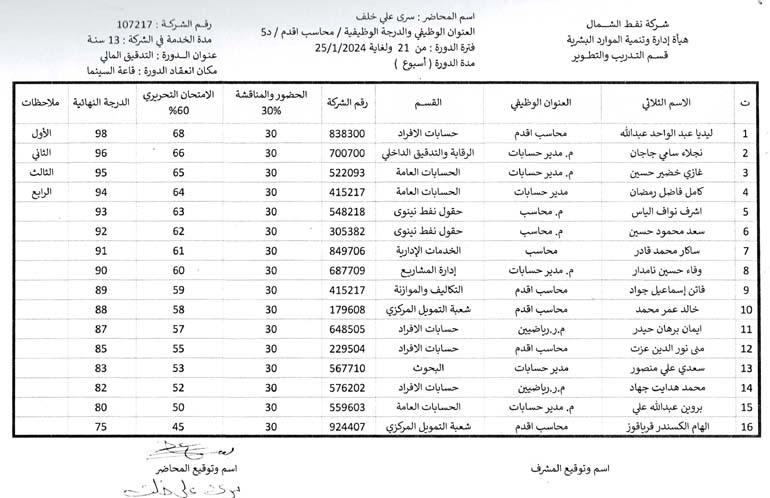 شركة نفط الشمال
هيأة إدارة وتنمية الموارد البشرية
قسم التدريب والتطوير
اسم المحاضر: سرى علي خلف
العنوان الوظيفي والدرجة الوظيفية / محاسب اقدم / د5
فترة الدورة: من 21 ولغاية 25/1/2024
مدة الدورة ( أسبوع )
رقم الشركة : 107217
مدة الخدمة في الشركة : 13 سنة
عنوان الدورة : التدقيق المالي
مكان انعقاد الدورة : قاعة السينما
ت الاسم الثلاثي العنوان الوظيفي القسم رقم الشركة الحضور والمناقشة 30% الامتحان التحريري 60% الدرجة النهائية ملاحظات
1 ليديا عبد الواحد عبدالله محاسب اقدم حسابات الافراد 838300 30 68 98 الأول
2 نجلاء سامي جاجان م. مدير حسابات الرقابة والتدقيق الداخلي 700700 30 66 96 الثاني
3 غازي خضير حسين م. مدير حسابات الحسابات العامة 522093 30 65 95 الثالث
4 كامل فاضل رمضان مدير حسابات الحسابات العامة 415217 30 64 94 الرابع
5 اشرف نواف الياس م. محاسب حقول نفط نينوى 548218 30 63 93
6 سعد محمود حسين م. محاسب حقول نفط نينوى 305382 30 62 92
7 ساكار محمد قادر محاسب الخدمات الإدارية 849706 30 61 91
8 وفاء حسين نامدار م. مدير حسابات إدارة المشاريع 687709 30 60 90
9 فاتن إسماعيل جواد محاسب اقدم التكاليف والموازنة 415217 30 59 89
10 خالد عمر محمد محاسب اقدم شعبة التمويل المركزي 179608 30 58 88
11 ايمان برهان حيدر م.ر.رياضيين حسابات الافراد 648505 30 57 87
12 منى نور الدين عزت محاسب اقدم حسابات الافراد 229504 30 55 85
13 سعدي علي منصور مدير حسابات البحوث 567710 30 53 83
14 محمد هدايت جهاد م.ر.رياضيين حسابات الافراد 576202 30 52 82
15 بروين عبدالله علي م. مدير حسابات الحسابات العامة 559603 30 50 80
16 الهام الكسندر قرياقوز محاسب اقدم شعبة التمويل المركزي 924407 30 45 75
اسم وتوقيع المشرف
اسم وتوقيع المحاضر
سرى علي خلف